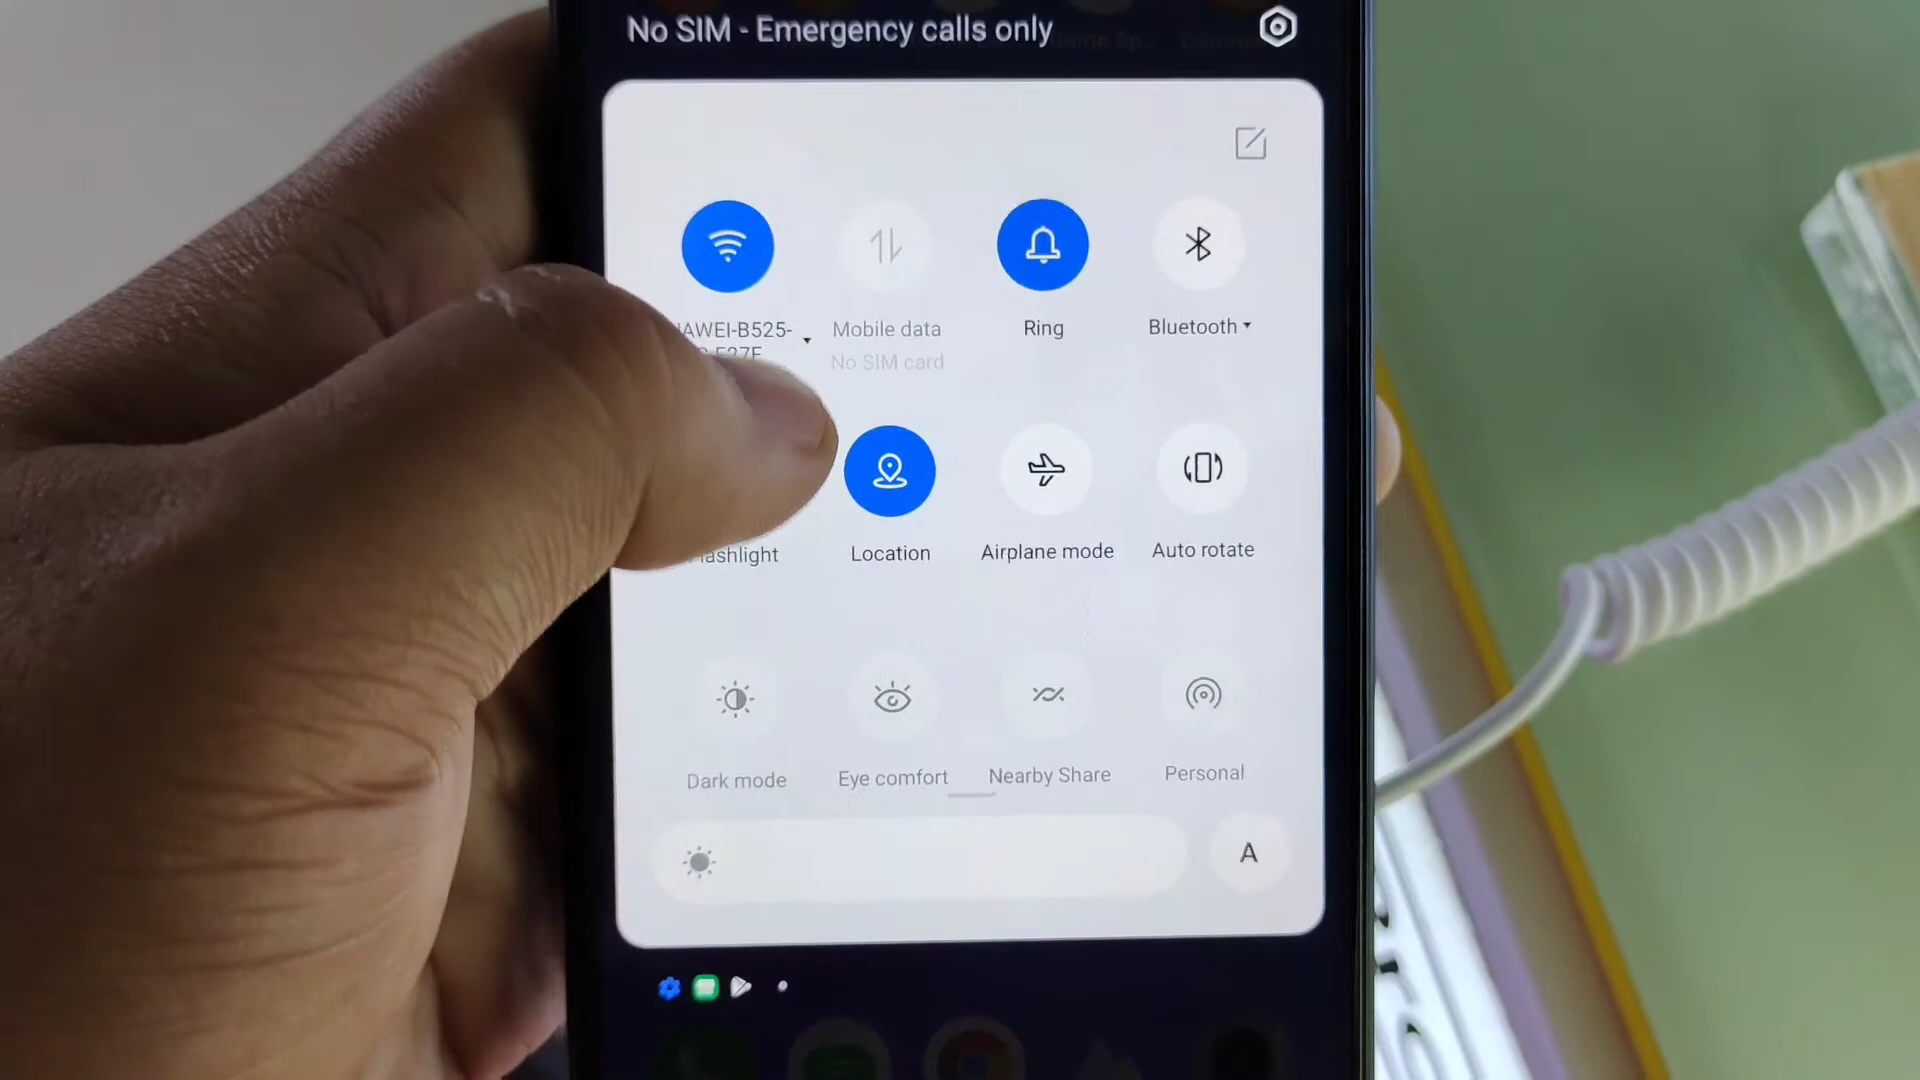 No SIM - Emergency calls only
AWEI-B525-
Mobile data
No SIM card
Ring
Bluetooth
lashlight
Location
Airplane mode
Auto rotate
Dark mode
Eye comfort
Nearby Share
Personal
A